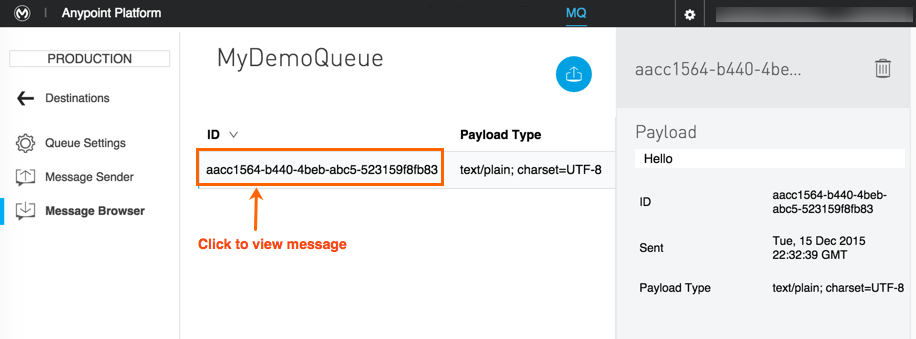 Anypoint Platform
MQ
PRODUCTION
Destinations
Queue Settings
Message Sender
Message Browser
MyDemoQueue
ID
Payload Type
aacc1564-b440-4beb-abc5-523159f8fb83
text/plain; charset=UTF-8
Click to view message
aacc1564-b440-4be...
Payload
Hello
ID
aacc1564-b440-4beb-
abc5-523159f8fb83
Sent
Tue, 15 Dec 2015
22:32:39 GMT
Payload Type
text/plain; charset=UTF-8